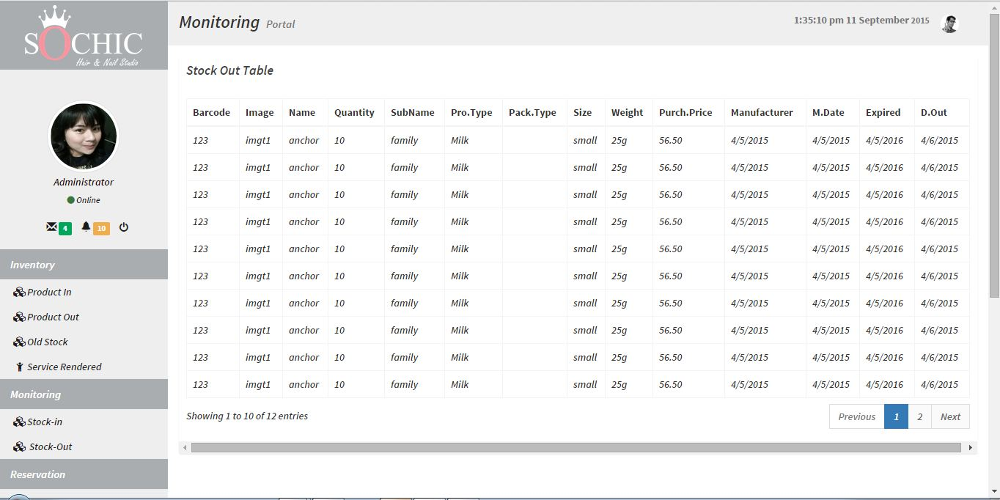 SOCHIC
Hair & Nail Studio
Monitoring Portal
1:35:10 pm 11 September 2015
Administrator
Online
4 10
Inventory
Product In
Product Out
Old Stock
Service Rendered
Monitoring
Stock-in
Stock-Out
Reservation
Stock Out Table
Barcode Image Name Quantity SubName Pro.Type Pack.Type Size Weight Purch.Price Manufacturer M.Date Expired D.Out
123 imgt1 anchor 10 family Milk small 25g 56.50 4/5/2015 4/5/2015 4/5/2016 4/6/2015
123 imgt1 anchor 10 family Milk small 25g 56.50 4/5/2015 4/5/2015 4/5/2016 4/6/2015
123 imgt1 anchor 10 family Milk small 25g 56.50 4/5/2015 4/5/2015 4/5/2016 4/6/2015
123 imgt1 anchor 10 family Milk small 25g 56.50 4/5/2015 4/5/2015 4/5/2016 4/6/2015
123 imgt1 anchor 10 family Milk small 25g 56.50 4/5/2015 4/5/2015 4/5/2016 4/6/2015
123 imgt1 anchor 10 family Milk small 25g 56.50 4/5/2015 4/5/2015 4/5/2016 4/6/2015
123 imgt1 anchor 10 family Milk small 25g 56.50 4/5/2015 4/5/2015 4/5/2016 4/6/2015
123 imgt1 anchor 10 family Milk small 25g 56.50 4/5/2015 4/5/2015 4/5/2016 4/6/2015
123 imgt1 anchor 10 family Milk small 25g 56.50 4/5/2015 4/5/2015 4/5/2016 4/6/2015
123 imgt1 anchor 10 family Milk small 25g 56.50 4/5/2015 4/5/2015 4/5/2016 4/6/2015
Showing 1 to 10 of 12 entries
Previous 1 2 Next